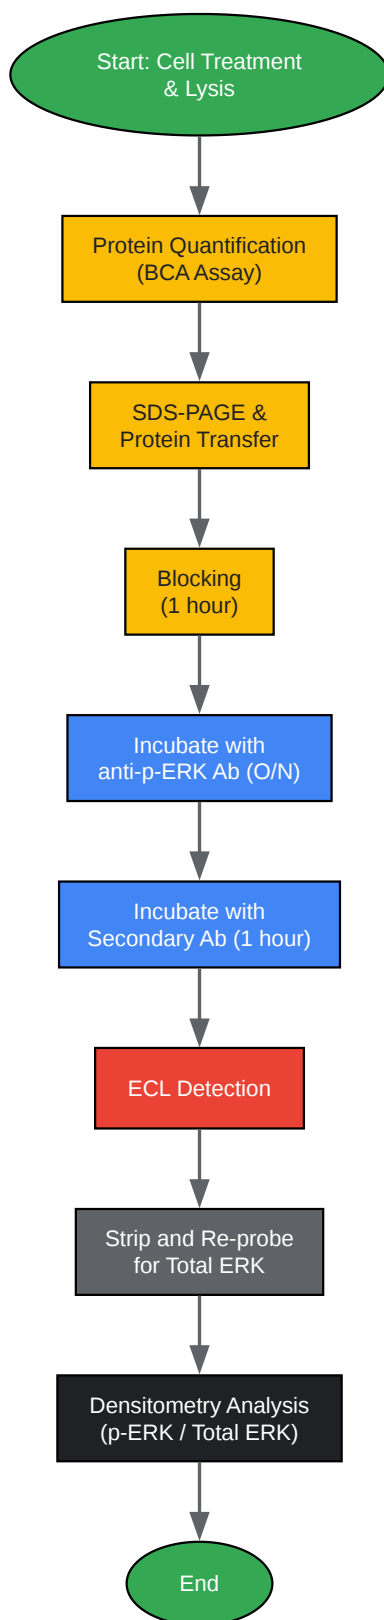 Start: Cell Treatment
& Lysis
Protein Quantification
(BCA Assay)
SDS-PAGE &
Protein Transfer
Blocking
(1 hour)
Incubate with
anti-p-ERK Ab (O/N)
Incubate with
Secondary Ab (1 hour)
ECL Detection
Strip and Re-probe
for Total ERK
Densitometry Analysis
(p-ERK / Total ERK)
End